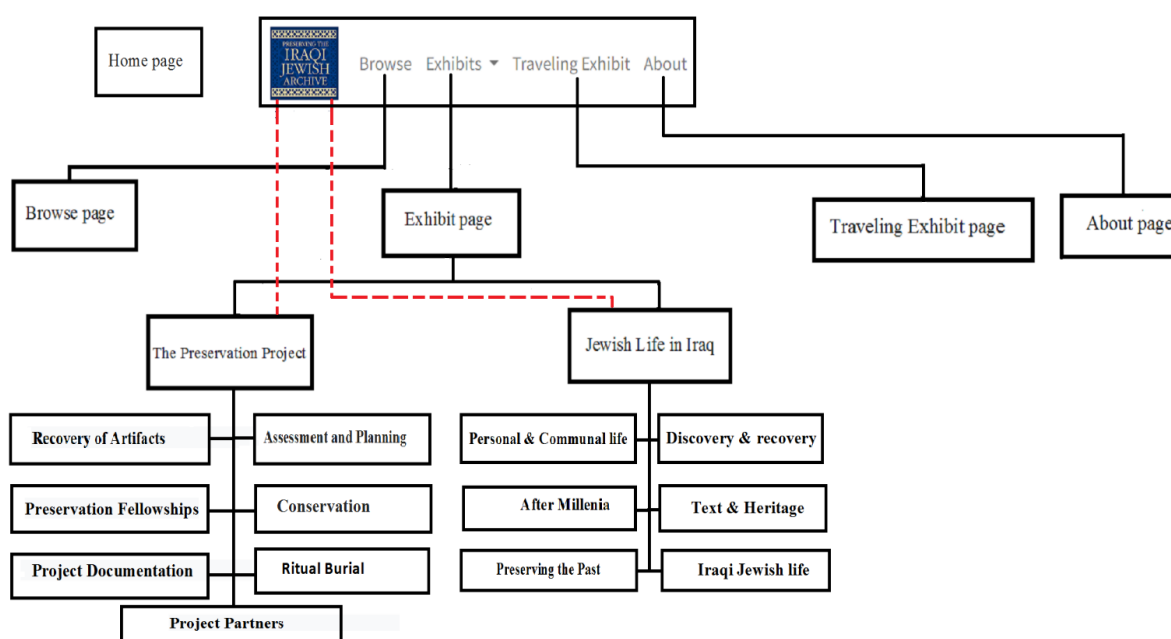 Home page
PRESERVING THE
IRAQI
JEWISH
ARCHIVE
Browse Exhibits Traveling Exhibit About
Browse page
Exhibit page
Traveling Exhibit page
About page
The Preservation Project
Jewish Life in Iraq
Recovery of Artifacts
Assessment and Planning
Preservation Fellowships
Conservation
Project Documentation
Ritual Burial
Project Partners
Personal & Communal life
Discovery & recovery
After Millenia
Text & Heritage
Preserving the Past
Iraqi Jewish life